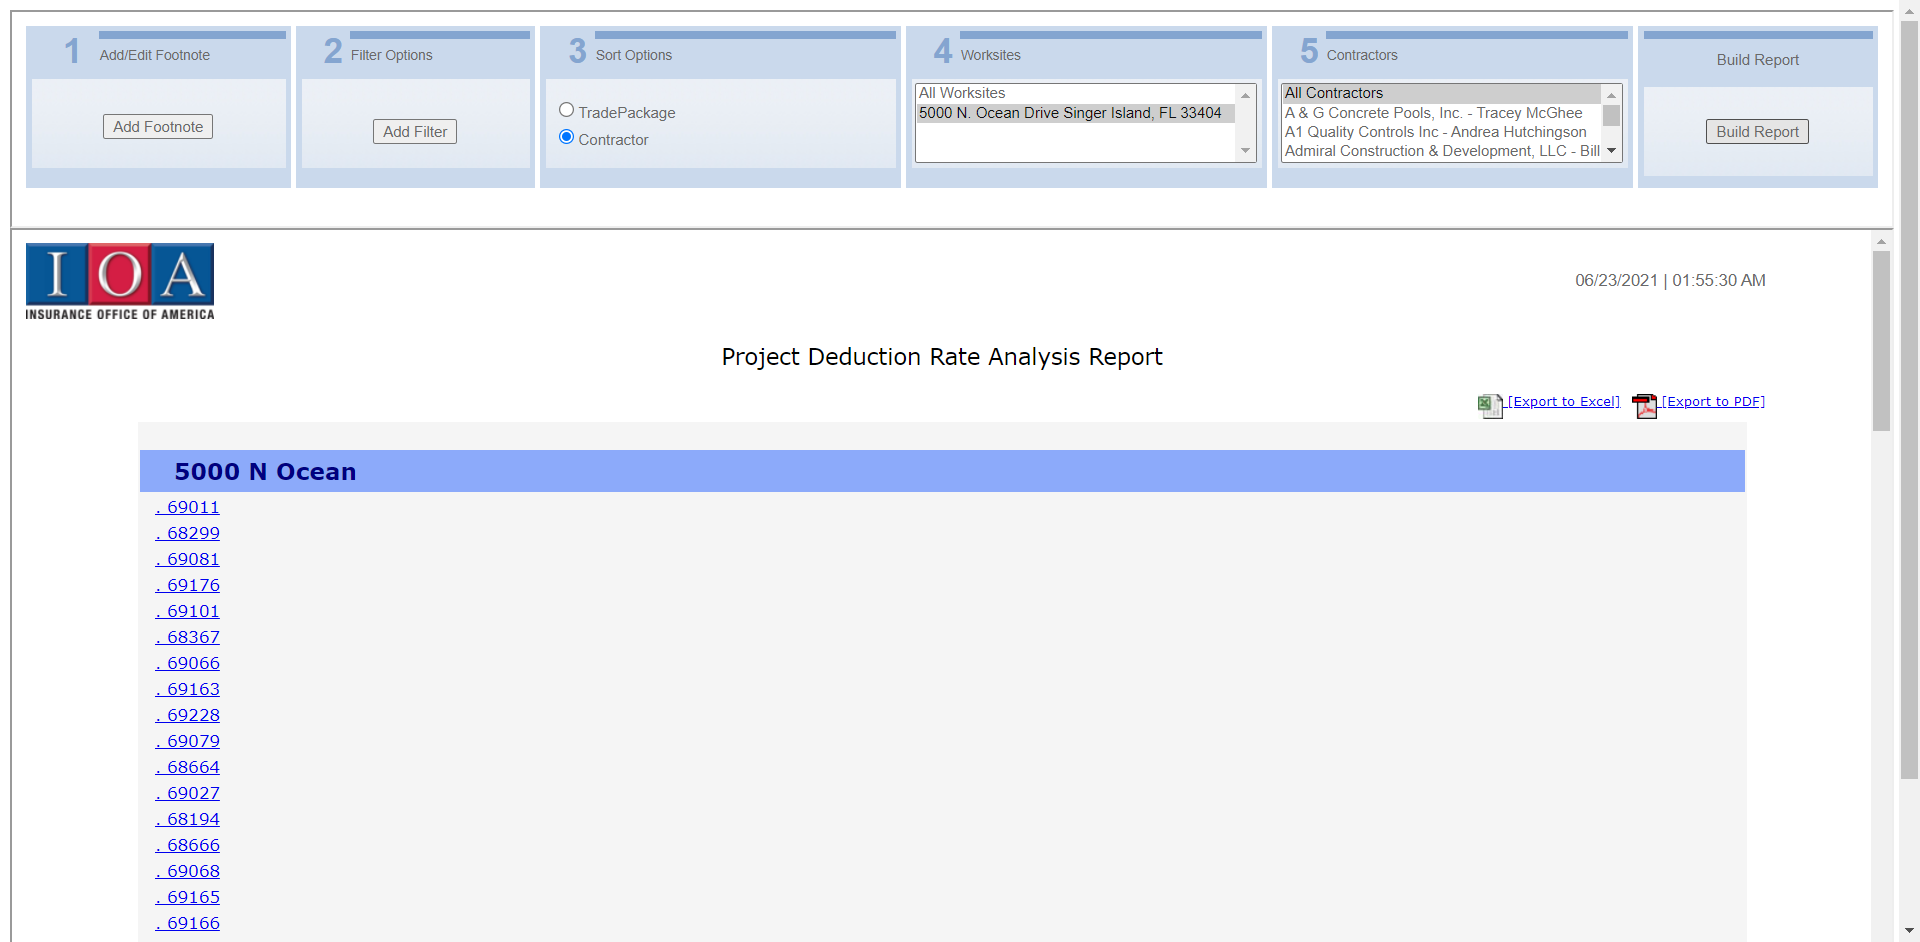 1 Add/Edit Footnote
Add Footnote
2 Filter Options
Add Filter
3 Sort Options
TradePackage
Contractor
4 Worksites
All Worksites
5000 N. Ocean Drive Singer Island, FL 33404
5 Contractors
All Contractors
A & G Concrete Pools, Inc. - Tracey McGhee
A1 Quality Controls Inc - Andrea Hutchingson
Admiral Construction & Development, LLC - Bill
Build Report
Build Report
IOA
INSURANCE OFFICE OF AMERICA
06/23/2021 | 01:55:30 AM
Project Deduction Rate Analysis Report
[Export to Excel] [Export to PDF]
5000 N Ocean
. 69011
. 68299
. 69081
. 69176
. 69101
. 68367
. 69066
. 69163
. 69228
. 69079
. 68664
. 69027
. 68194
. 68666
. 69068
. 69165
. 69166